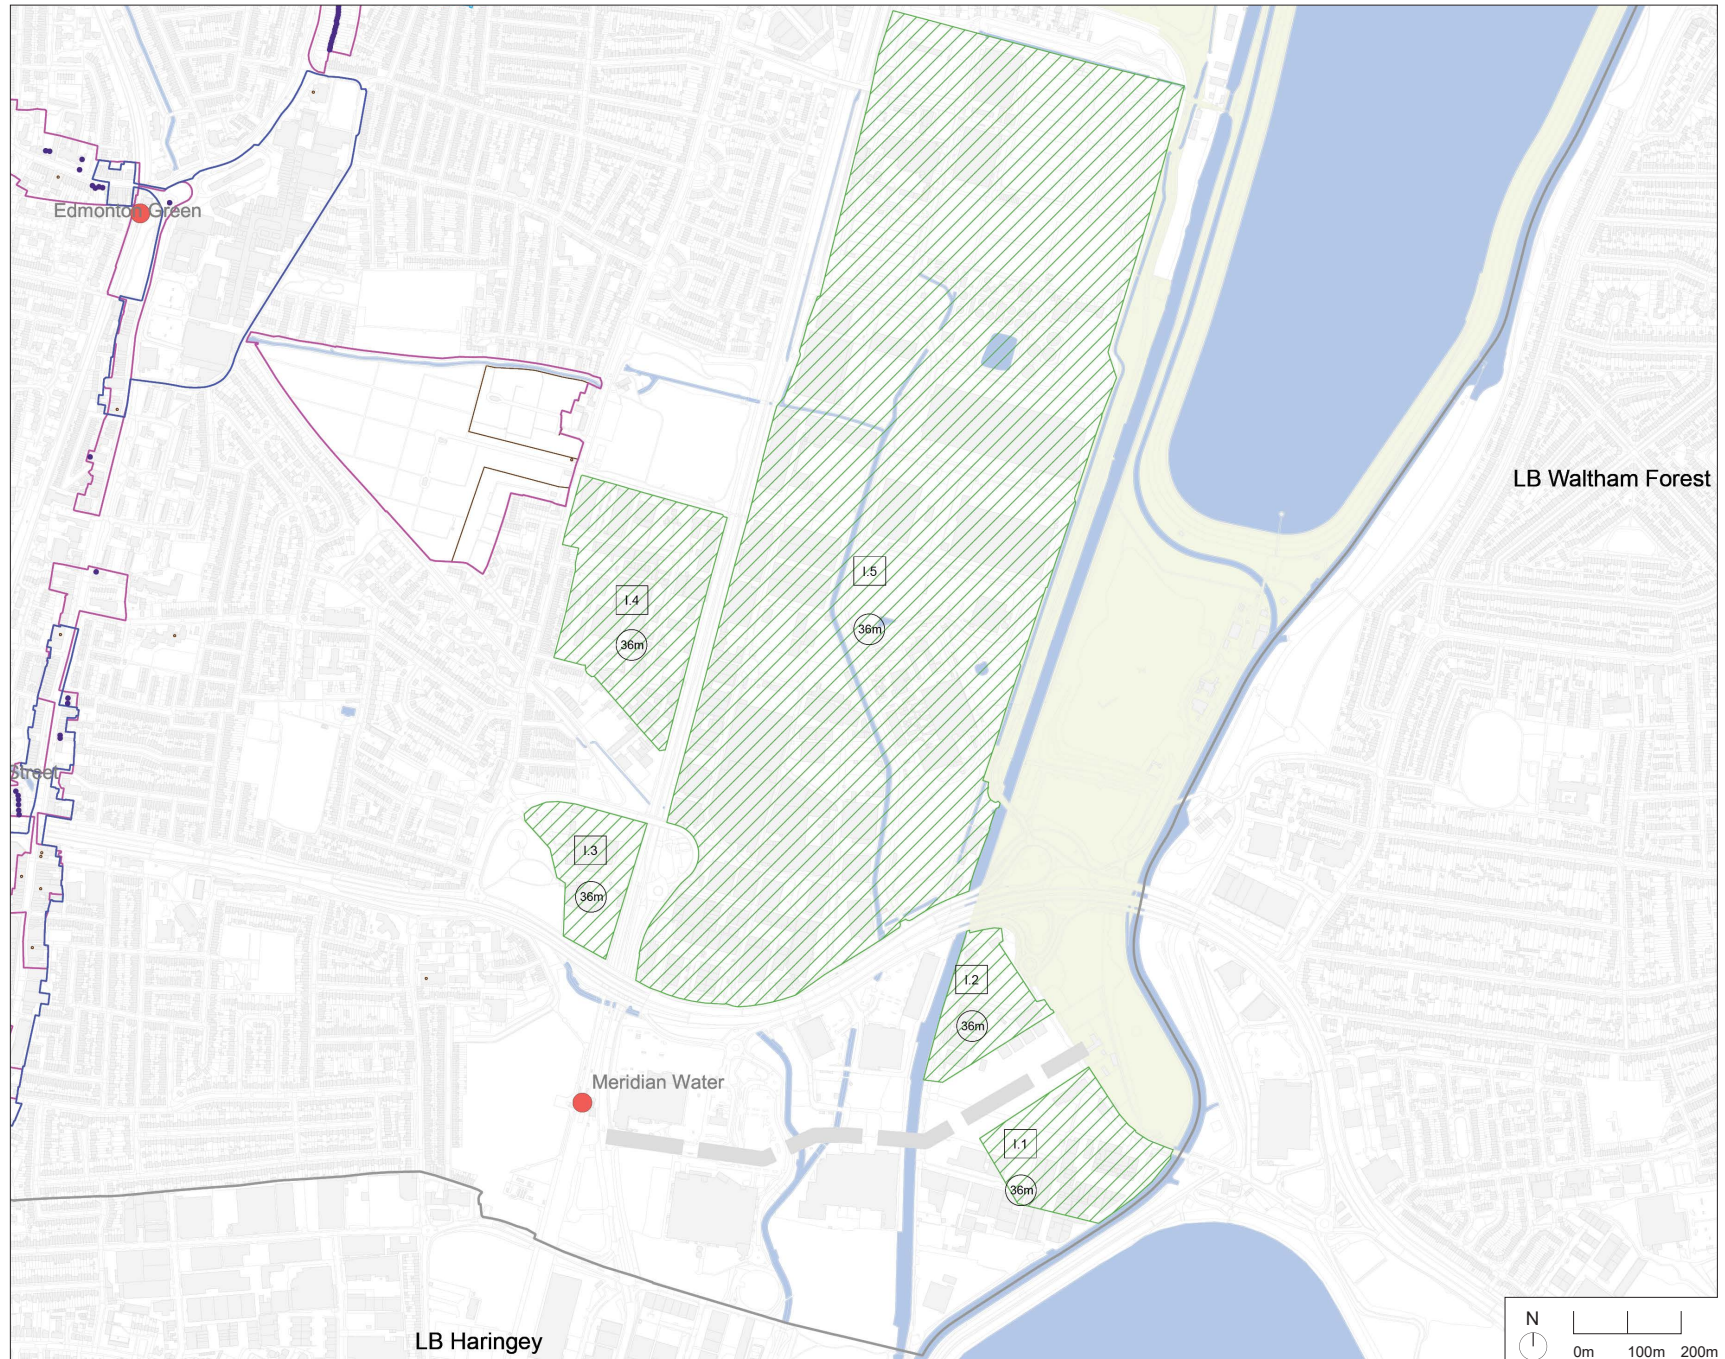 Edmonton Green
LB Waltham Forest
I.5
I.4
36m
36m
Street
I.3
36m
I.2
36m
Meridian Water
I.1
36m
LB Haringey
N
0m 100m 200m